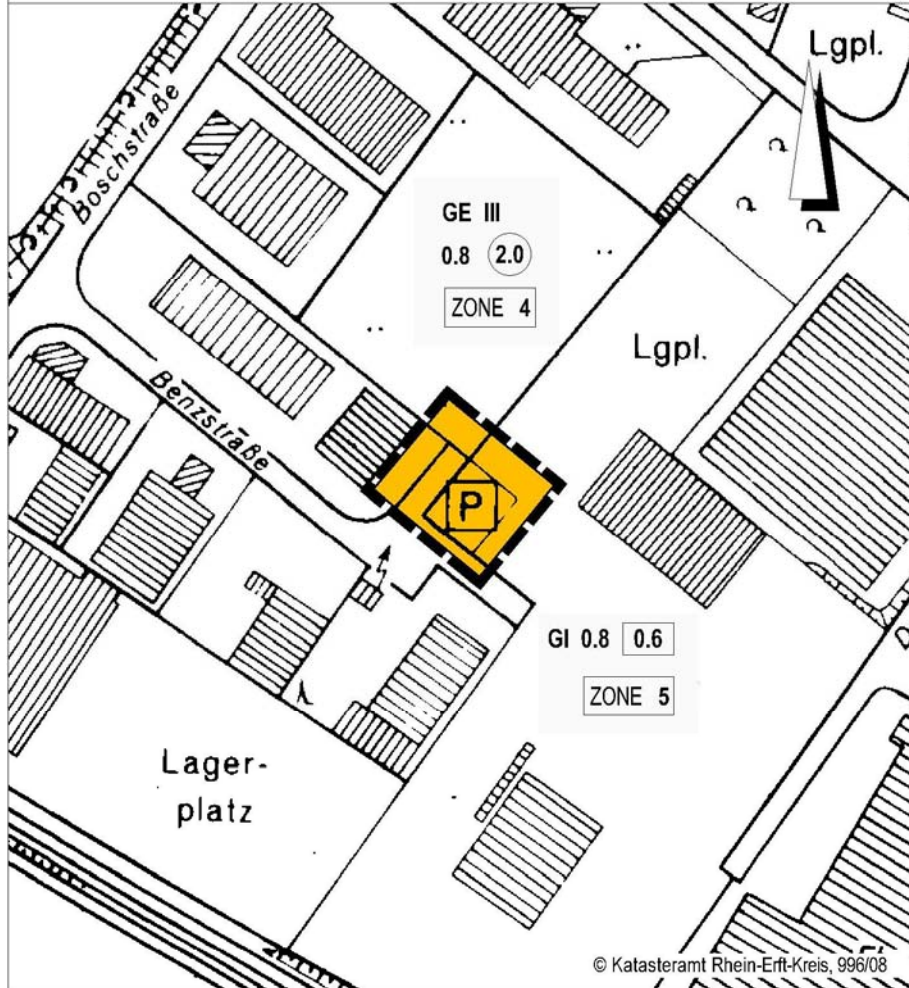 Lgpl.
Boschstraße
GE III
0.8 2.0
ZONE 4
Lgpl.
Benzstraße
P
GI 0.8 0.6
ZONE 5
Lager-
platz
© Katasteramt Rhein-Erft-Kreis, 996/08